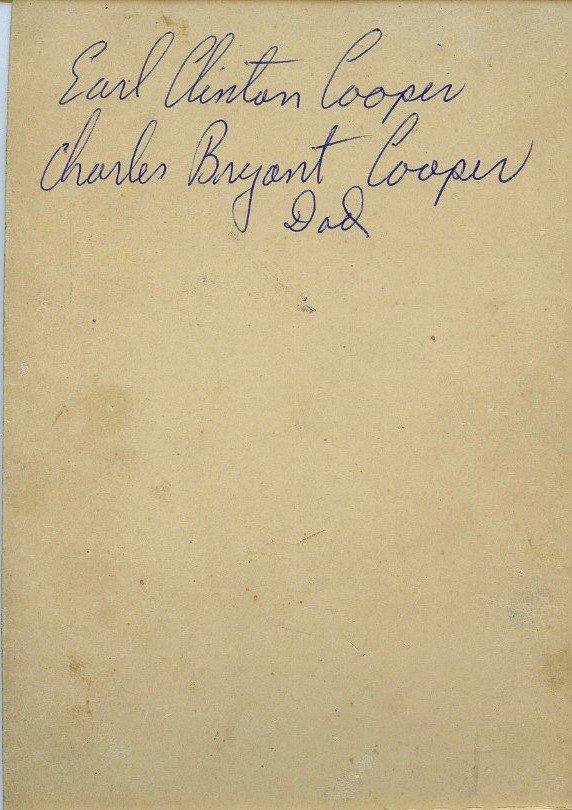 Earl Clinton Cooper
Charles Bryant Cooper
Dad